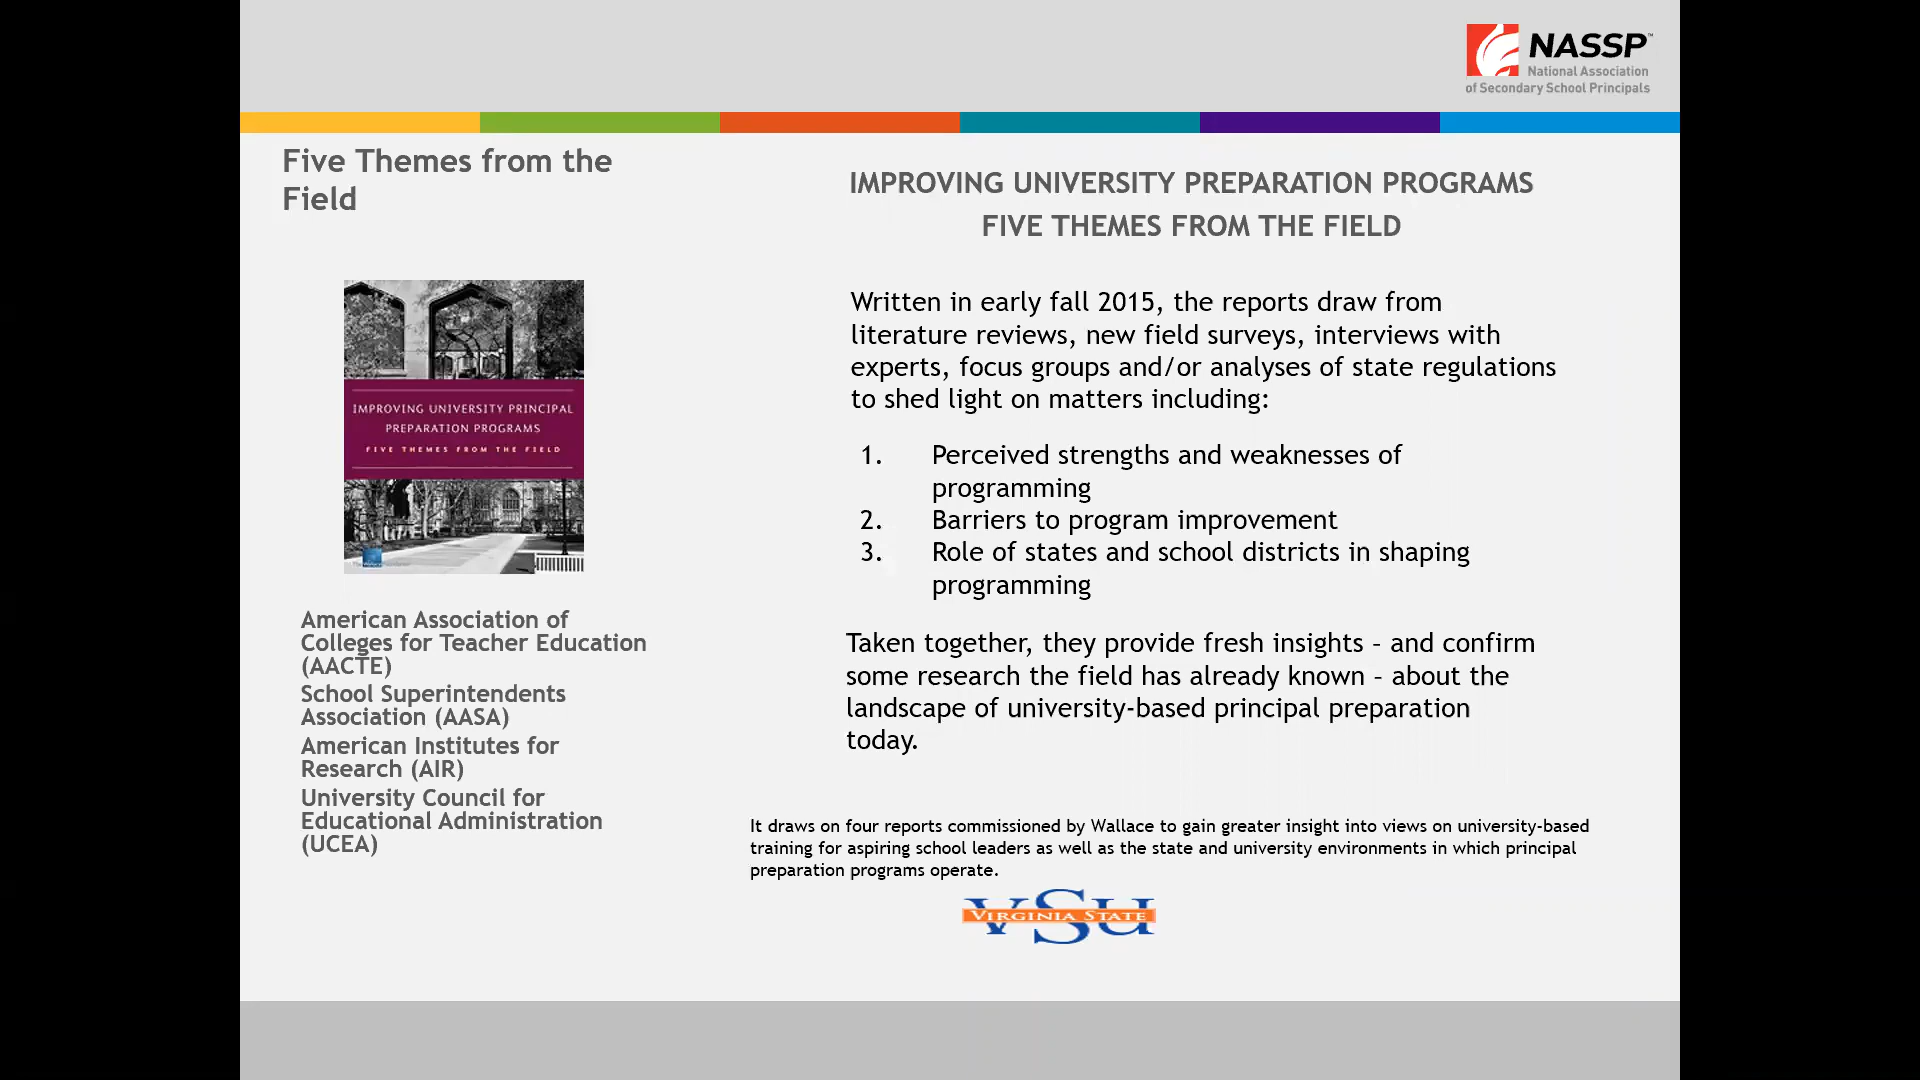 NASSP™
National Association
of Secondary School Principals
Five Themes from the
Field
IMPROVING UNIVERSITY PRINCIPAL
PREPARATION PROGRAMS
FIVE THEMES FROM THE FIELD
American Association of
Colleges for Teacher Education
(AACTE)
School Superintendents
Association (AASA)
American Institutes for
Research (AIR)
University Council for
Educational Administration
(UCEA)
IMPROVING UNIVERSITY PREPARATION PROGRAMS
FIVE THEMES FROM THE FIELD
Written in early fall 2015, the reports draw from
literature reviews, new field surveys, interviews with
experts, focus groups and/or analyses of state regulations
to shed light on matters including:
1. Perceived strengths and weaknesses of
programming
2. Barriers to program improvement
3. Role of states and school districts in shaping
programming
Taken together, they provide fresh insights – and confirm
some research the field has already known – about the
landscape of university-based principal preparation
today.
It draws on four reports commissioned by Wallace to gain greater insight into views on university-based
training for aspiring school leaders as well as the state and university environments in which principal
preparation programs operate.
VSU
VIRGINIA STATE